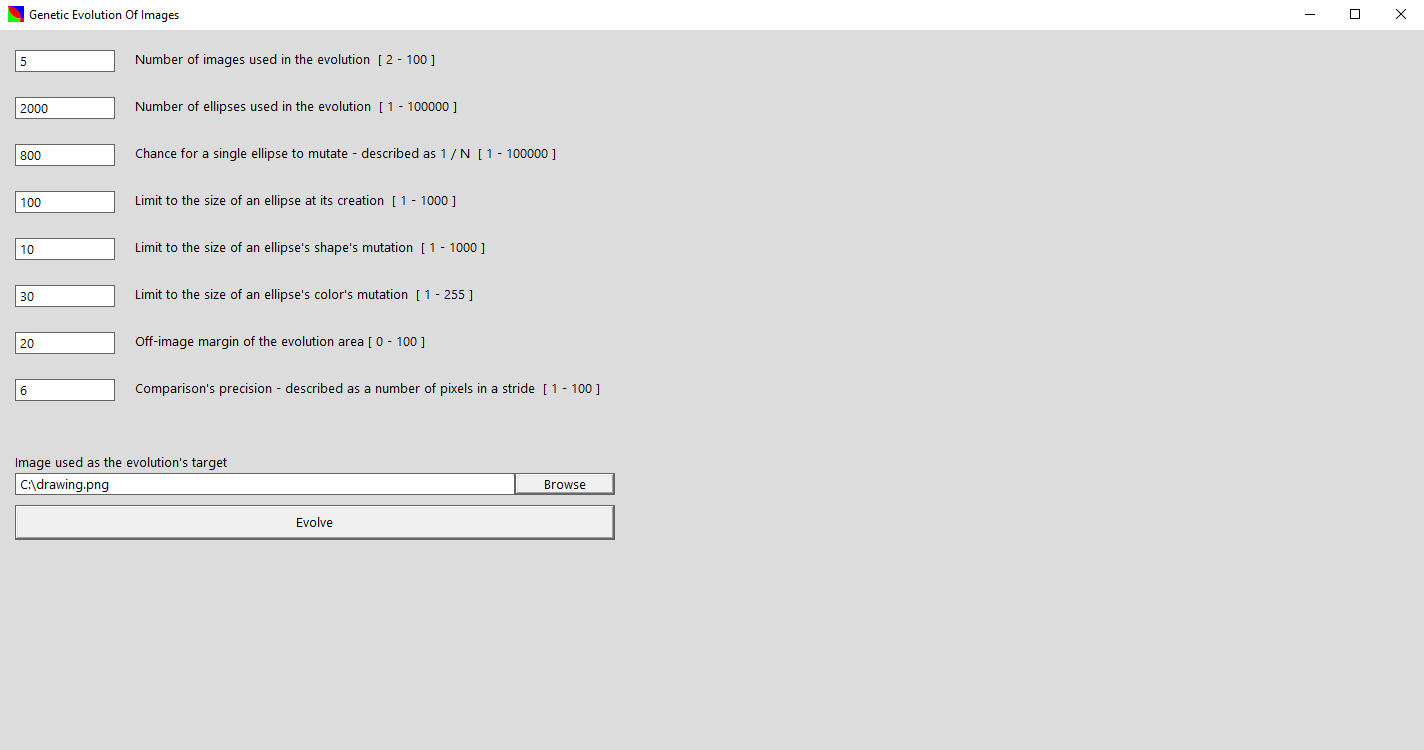 Genetic Evolution Of Images
5 Number of images used in the evolution [ 2 - 100 ]
2000 Number of ellipses used in the evolution [ 1 - 100000 ]
800 Chance for a single ellipse to mutate - described as 1 / N [ 1 - 100000 ]
100 Limit to the size of an ellipse at its creation [ 1 - 1000 ]
10 Limit to the size of an ellipse's shape's mutation [ 1 - 1000 ]
30 Limit to the size of an ellipse's color's mutation [ 1 - 255 ]
20 Off-image margin of the evolution area [ 0 - 100 ]
6 Comparison's precision - described as a number of pixels in a stride [ 1 - 100 ]
Image used as the evolution's target
C:\drawing.png Browse
Evolve